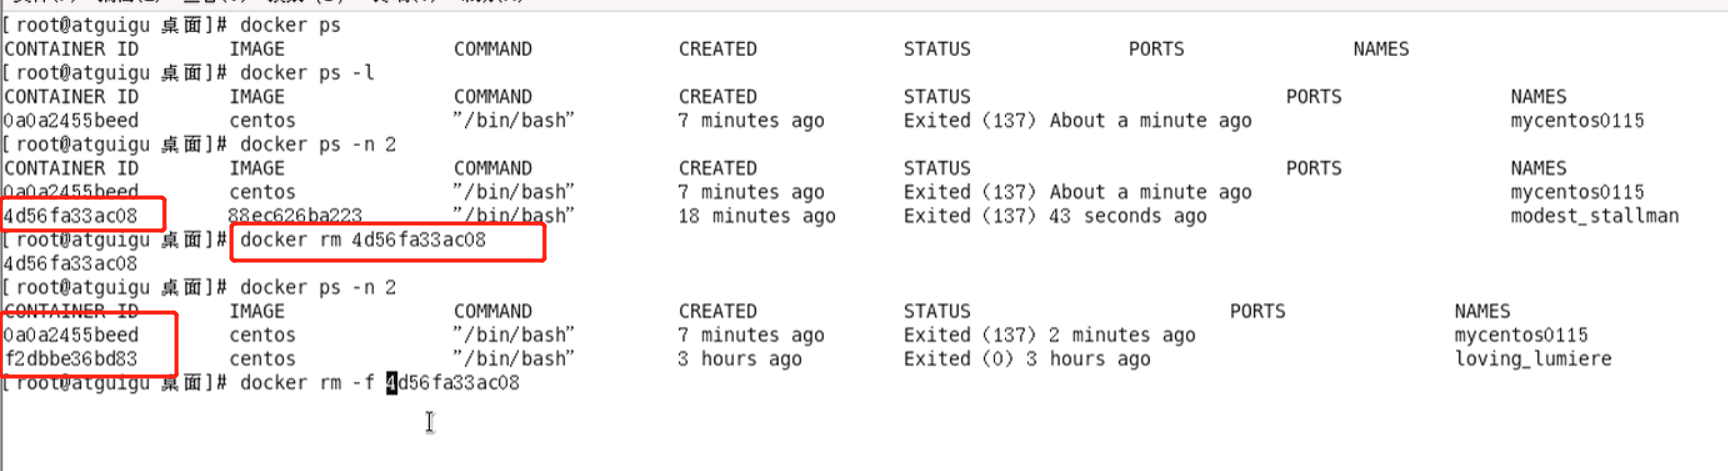 [root@atguigu 桌面]# docker ps
CONTAINER ID IMAGE COMMAND CREATED STATUS PORTS NAMES
[root@atguigu 桌面]# docker ps -l
CONTAINER ID IMAGE COMMAND CREATED STATUS PORTS NAMES
0a0a2455beed centos "/bin/bash" 7 minutes ago Exited (137) About a minute ago mycentos0115
[root@atguigu 桌面]# docker ps -n 2
CONTAINER ID IMAGE COMMAND CREATED STATUS PORTS NAMES
0a0a2455beed centos "/bin/bash" 7 minutes ago Exited (137) About a minute ago mycentos0115
4d56fa33ac08 88ec626ba223 "/bin/bash" 18 minutes ago Exited (137) 43 seconds ago modest_stallman
[root@atguigu 桌面]# docker rm 4d56fa33ac08
4d56fa33ac08
[root@atguigu 桌面]# docker ps -n 2
CONTAINER ID IMAGE COMMAND CREATED STATUS PORTS NAMES
0a0a2455beed centos "/bin/bash" 7 minutes ago Exited (137) 2 minutes ago mycentos0115
f2dbbe36bd83 centos "/bin/bash" 3 hours ago Exited (0) 3 hours ago loving_lumiere
[root@atguigu 桌面]# docker rm -f 4d56fa33ac08